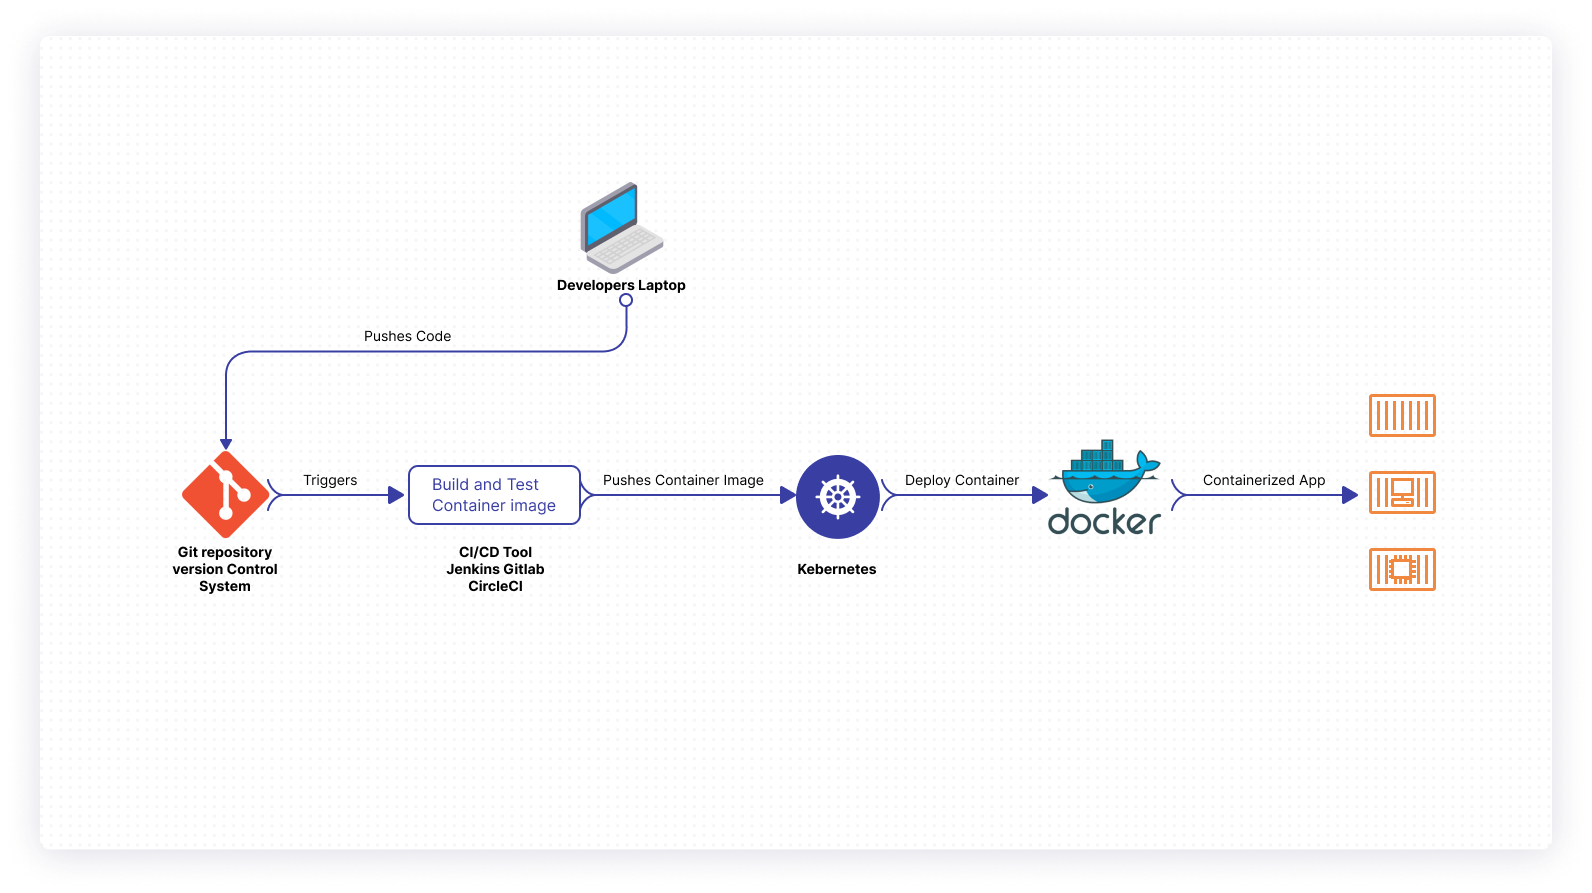 Developers Laptop
Pushes Code
Triggers
Build and Test
Container image
Pushes Container Image
Deploy Container
docker
Containerized App
Git repository
version Control
System
CI/CD Tool
Jenkins Gitlab
CircleCI
Kebernetes